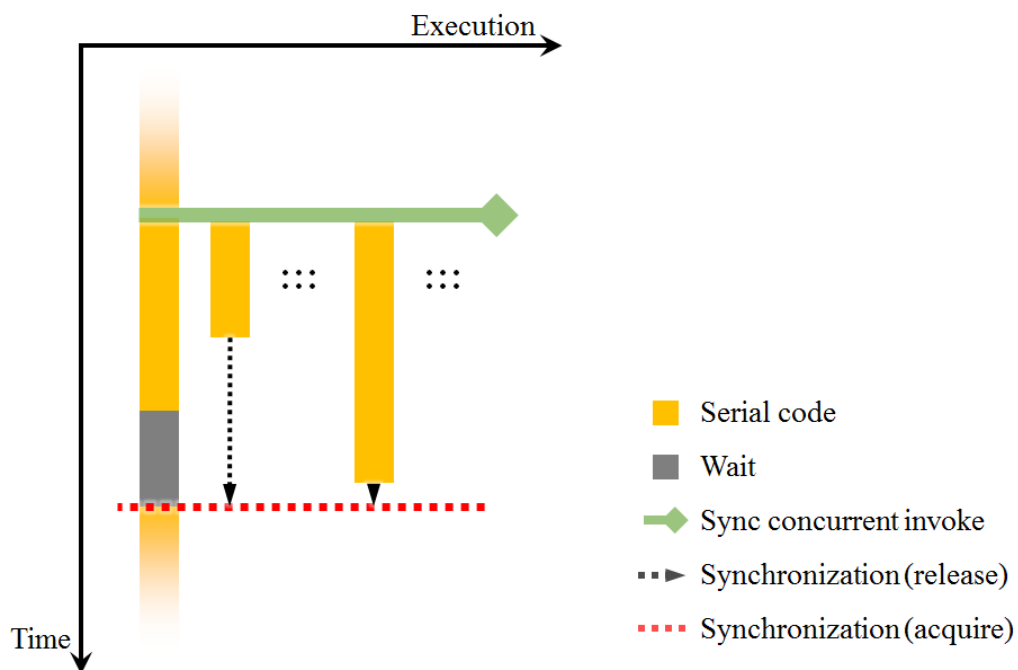 Execution
Serial code
Wait
Sync concurrent invoke
Synchronization (release)
Synchronization (acquire)
Time